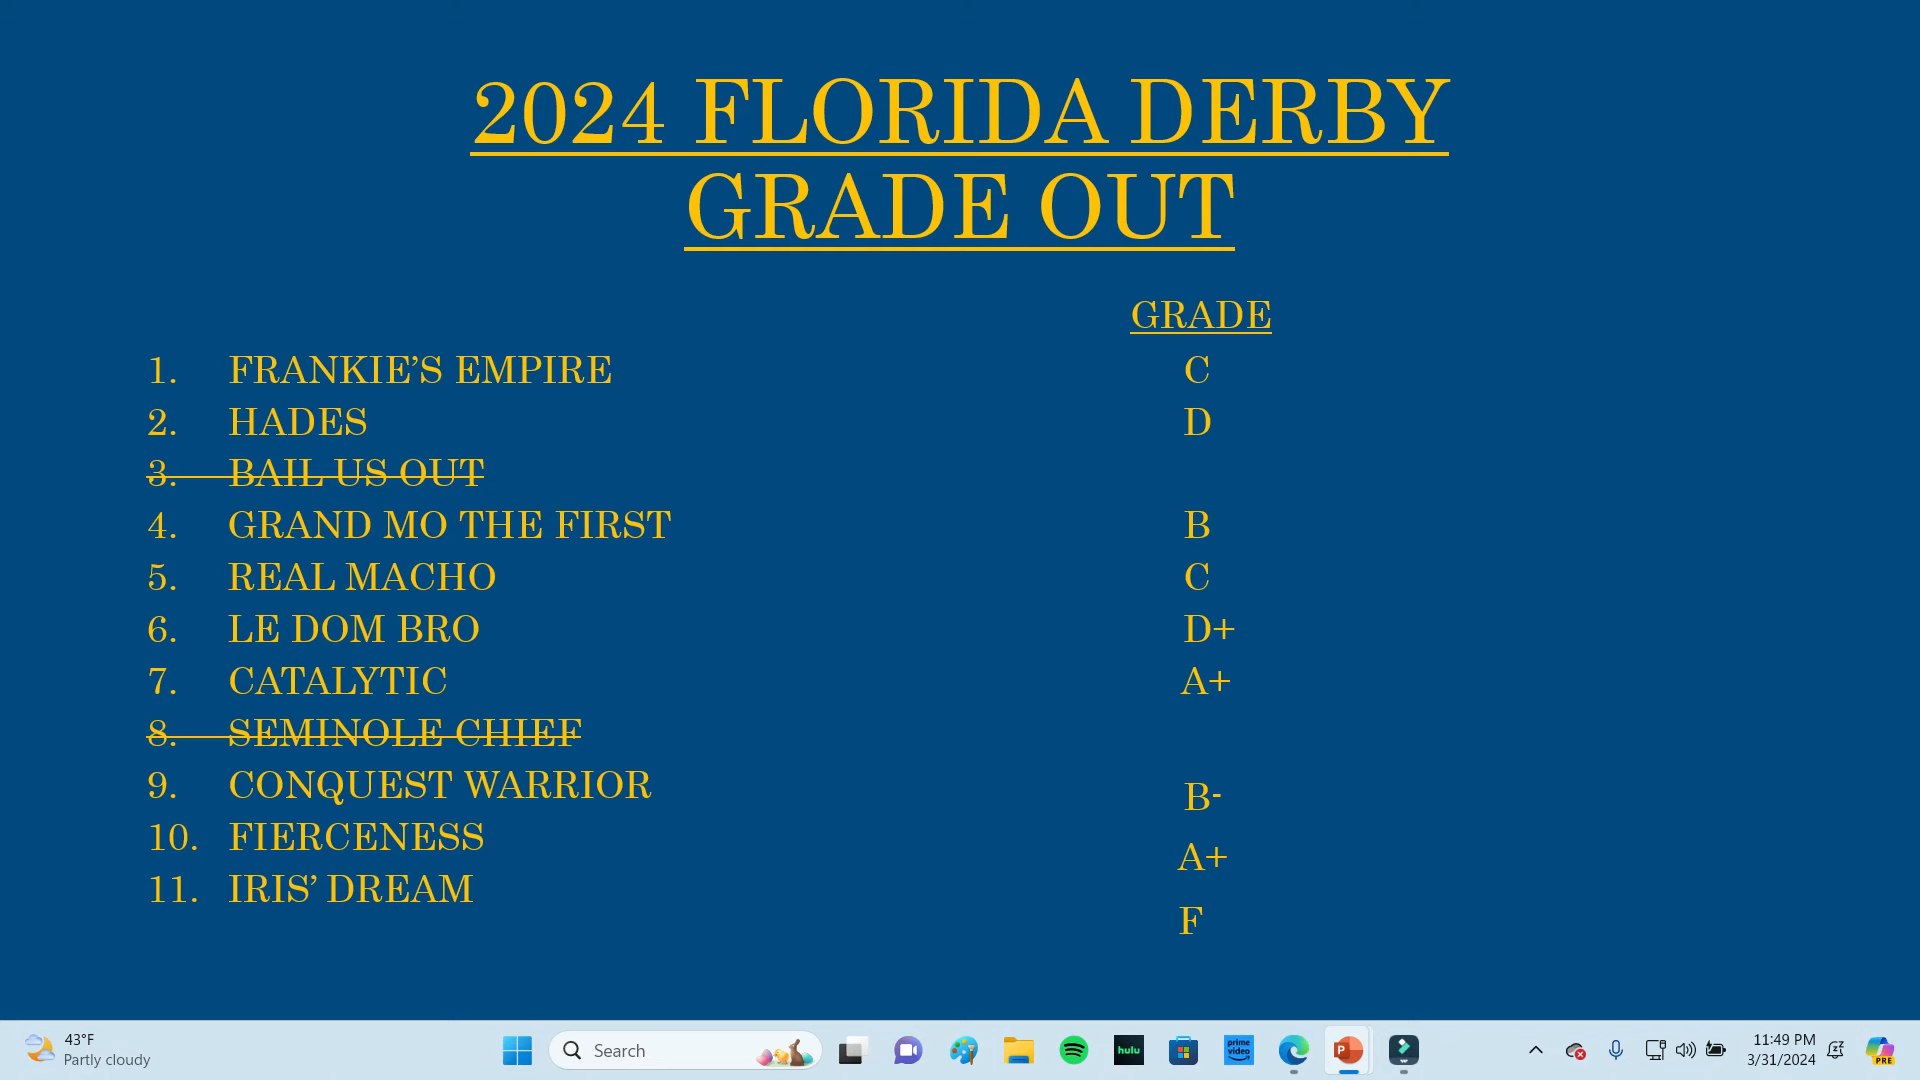 2024 FLORIDA DERBY
GRADE OUT
GRADE
1. FRANKIE’S EMPIRE C
2. HADES D
3. BAIL US OUT
4. GRAND MO THE FIRST B
5. REAL MACHO C
6. LE DOM BRO D+
7. CATALYTIC A+
8. SEMINOLE CHIEF
9. CONQUEST WARRIOR B-
10. FIERCENESS A+
11. IRIS’ DREAM F
43°F
Partly cloudy
Search
hulu
prime
video
P
11:49 PM
3/31/2024
PRE